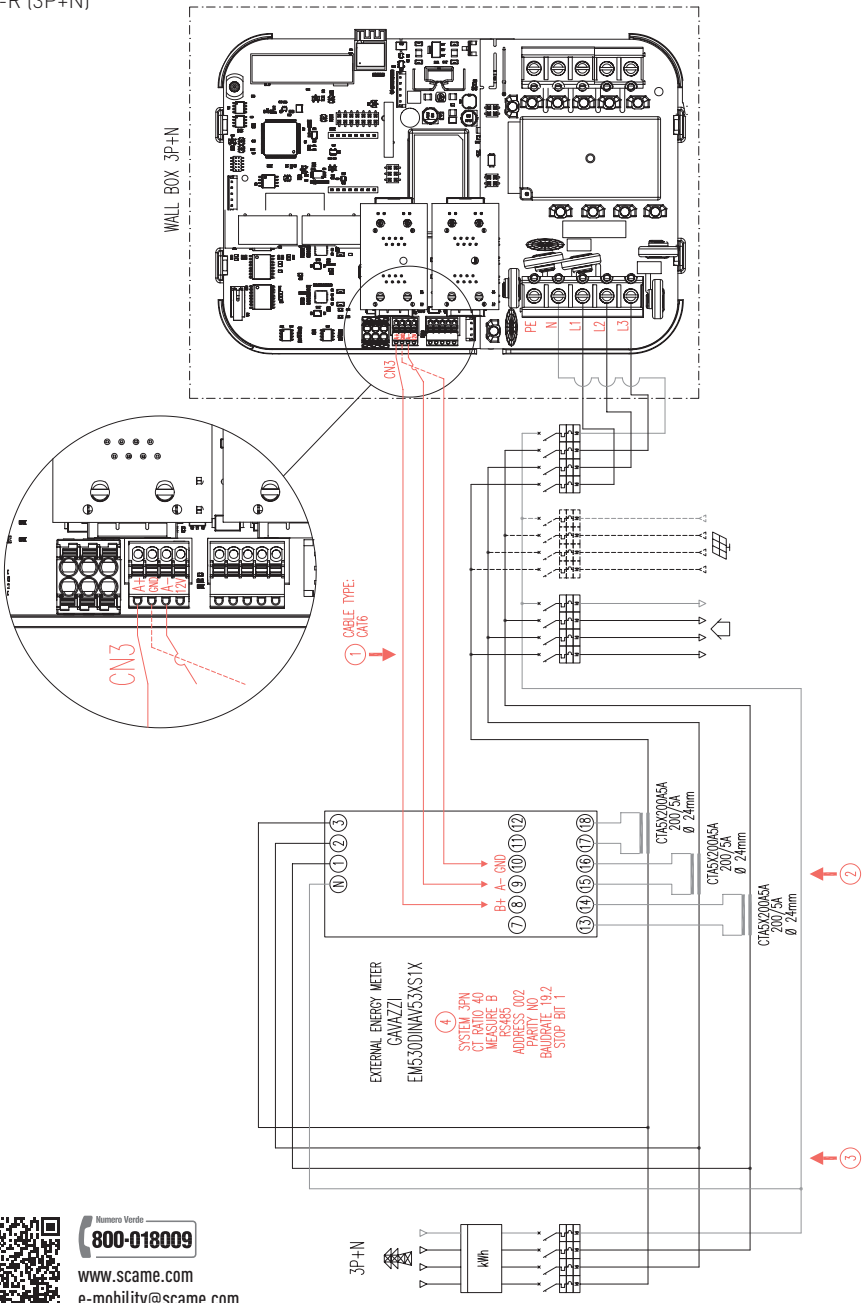 -R (3P+N)
WALL BOX 3P+N
PE
N
L1
L2
L3
CN3
A+
GND
A-
12V
CN3
1
CABLE TYPE:
CAT6
N
1
2
3
B+
A-
GND
7
8
9
10
11
12
13
14
15
16
17
18
CTA5X200A5A
200/5A
Ø 24mm
CTA5X200A5A
200/5A
Ø 24mm
CTA5X200A5A
200/5A
Ø 24mm
2
EXTERNAL ENERGY METER
GAVAZZI
EM530DINAV53XS1X
4
SYSTEM 3PN
CT RATIO 40
MEASURE B
RS485
ADDRESS 002
PARITY NO
BAUDRATE 19.2
STOP BIT 1
3
3P+N
kWh
Numero Verde
800-018009
www.scame.com
e-mobility@scame.com